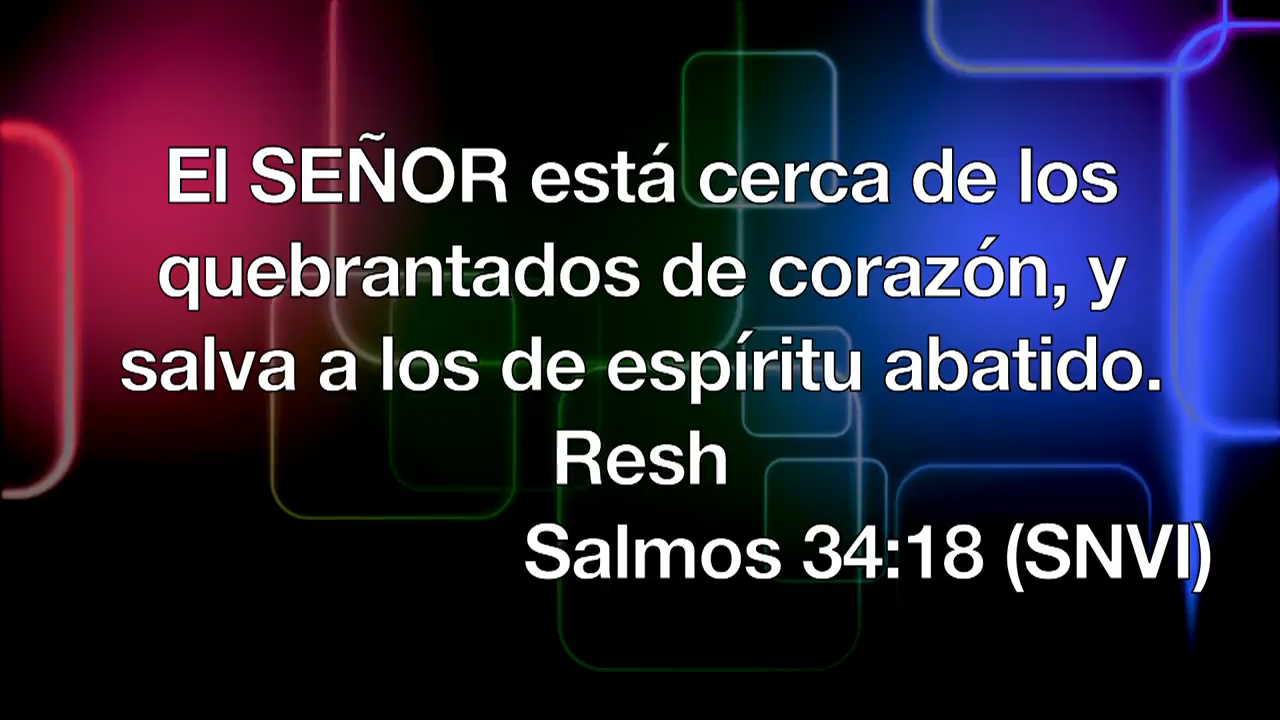 El SEÑOR está cerca de los
quebrantados de corazón, y
salva a los de espíritu abatido.
Resh
Salmos 34:18 (SNVI)